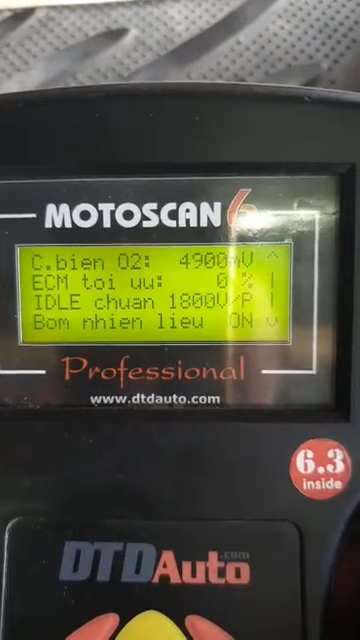 MOTOSCAN 6
C.bien O2: 4900mV ^
ECM toi uu: 0 % |
IDLE chuan 1800V/P |
Bom nhien lieu ON v
Professional
www.dtdauto.com
6.3
inside
DTDAuto.com